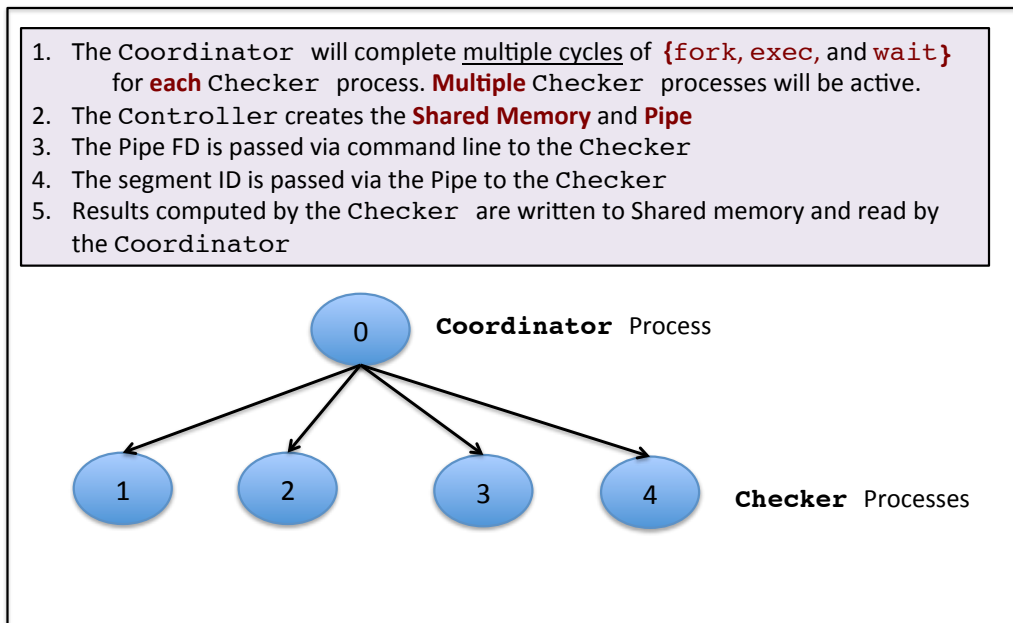 1. The Coordinator will complete multiple cycles of {fork, exec, and wait}
for each Checker process. Multiple Checker processes will be active.
2. The Controller creates the Shared Memory and Pipe
3. The Pipe FD is passed via command line to the Checker
4. The segment ID is passed via the Pipe to the Checker
5. Results computed by the Checker are written to Shared memory and read by
the Coordinator
0
Coordinator Process
1
2
3
4
Checker Processes